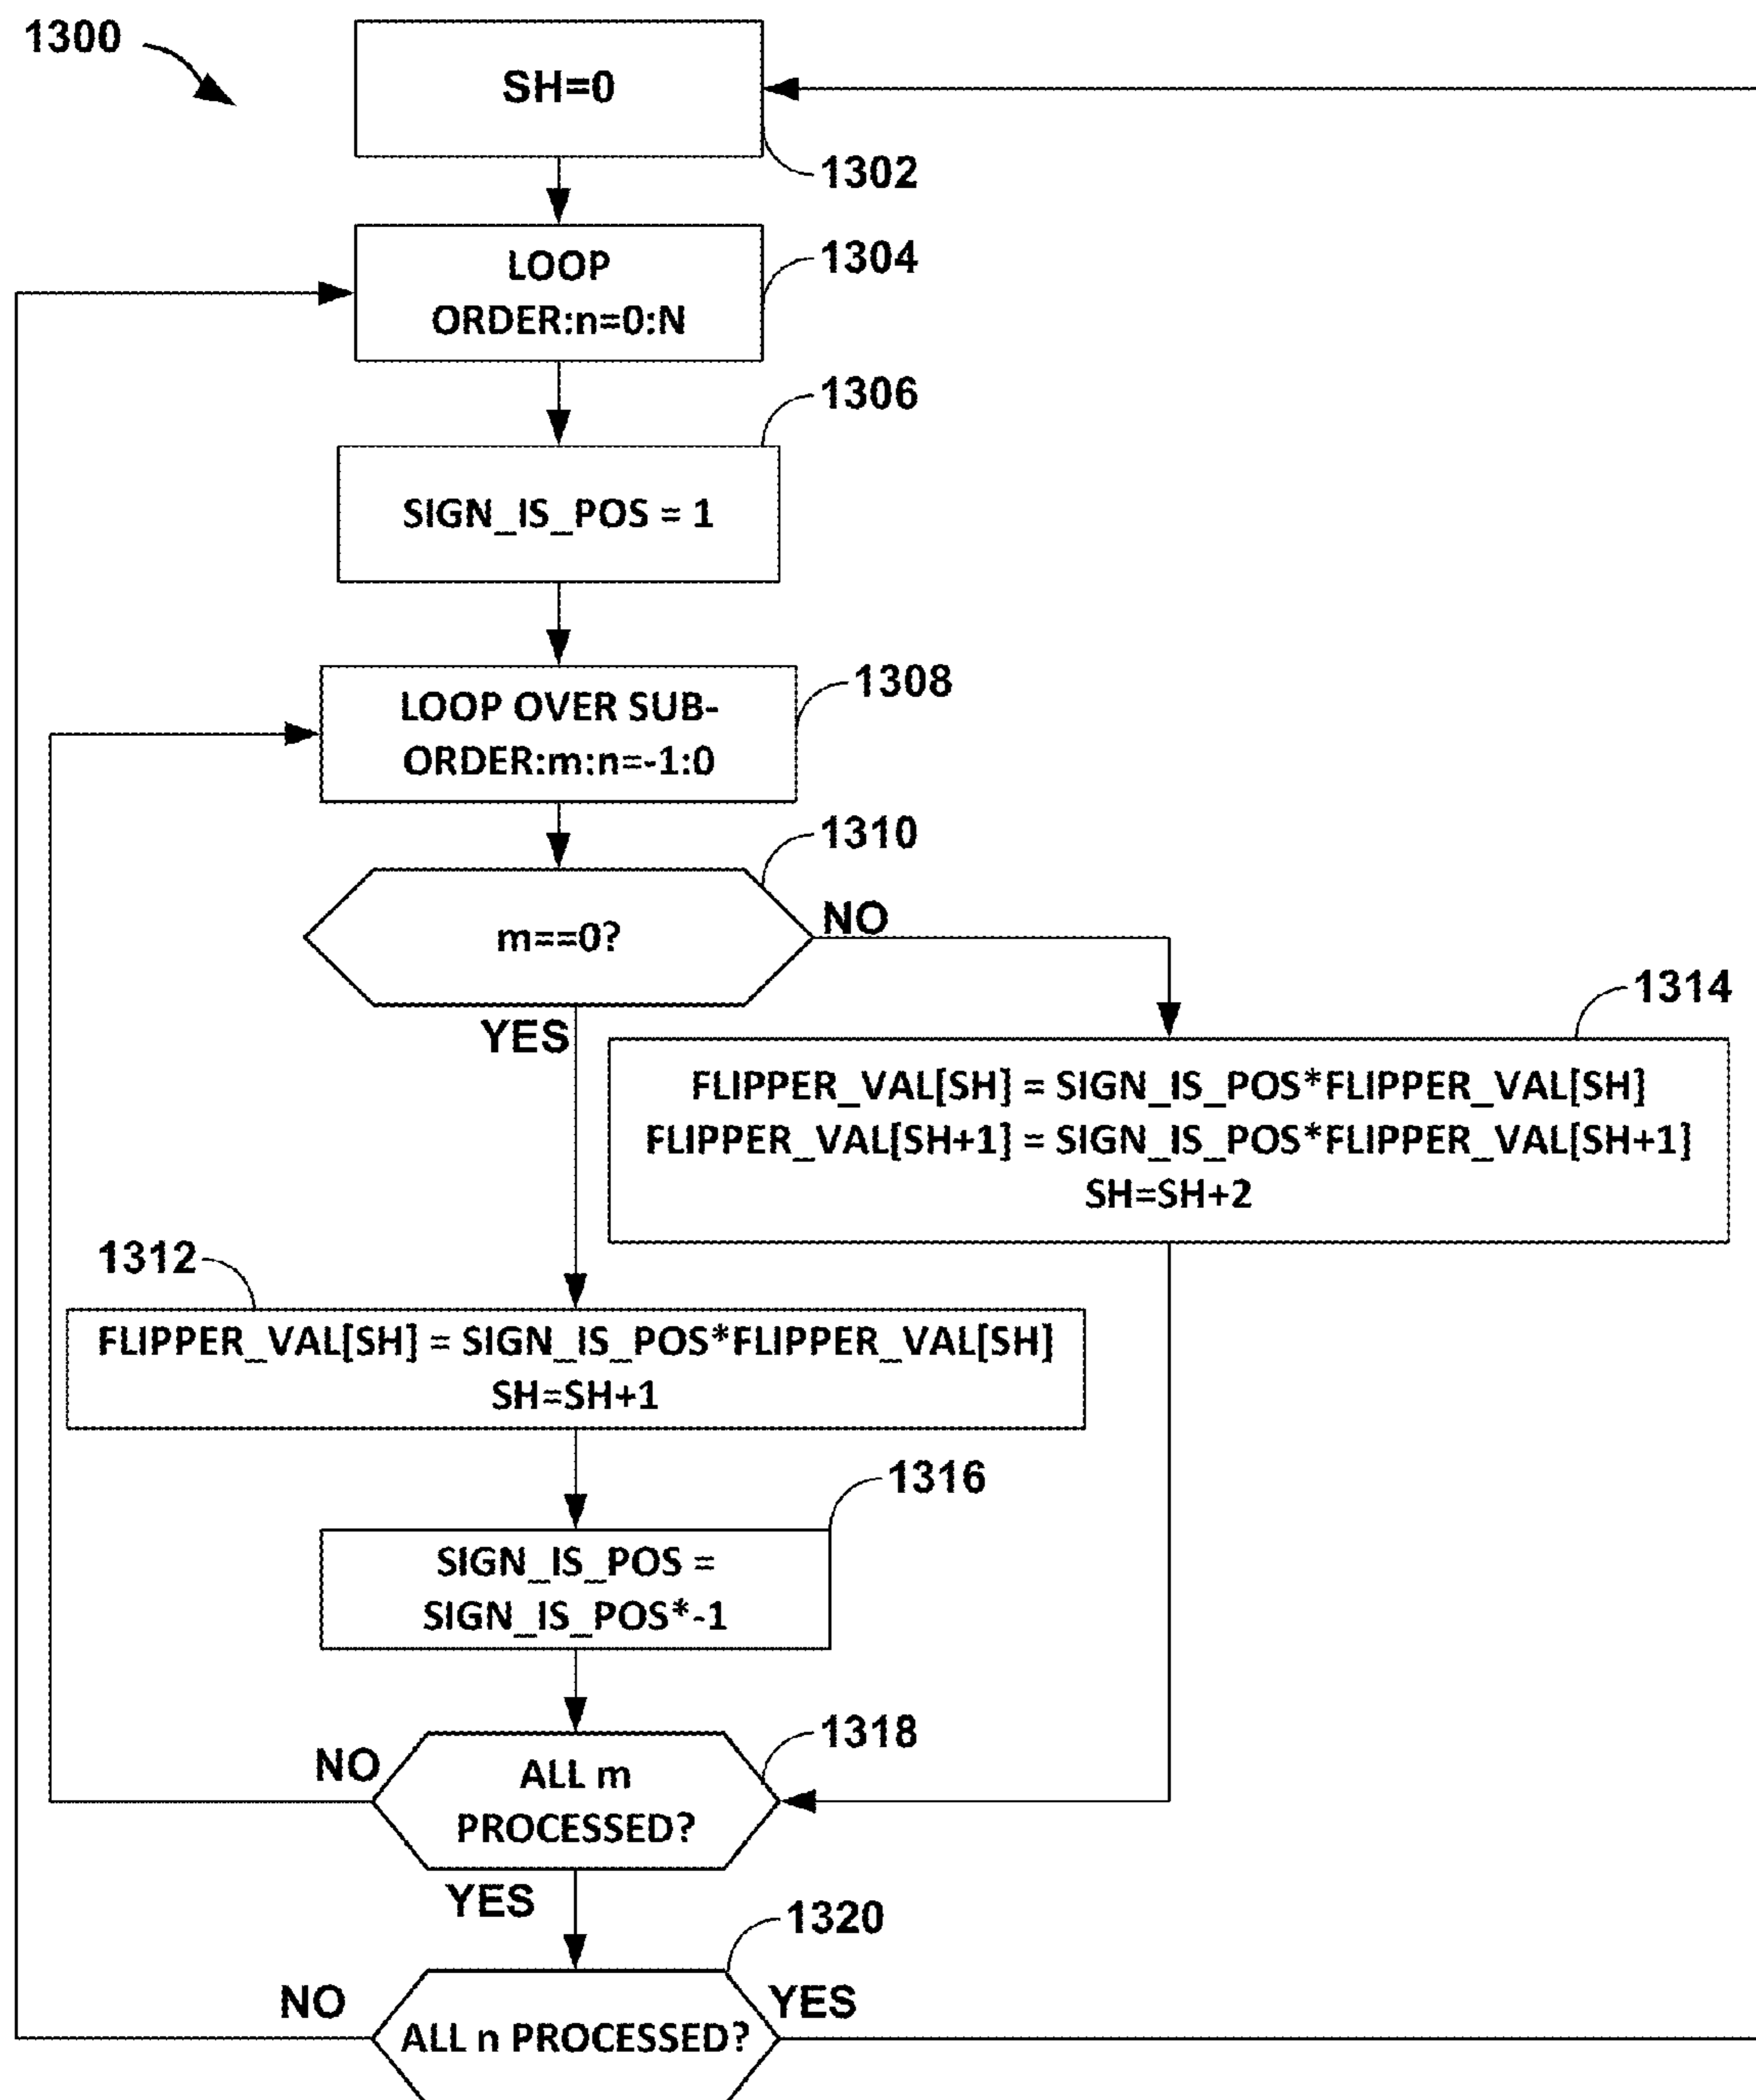 1300
SH=0
1302
LOOP
ORDER:n=0:N
1304
1306
SIGN_IS_POS = 1
LOOP OVER SUB-
ORDER:m:n=-1:0
1308
1310
m==0?
NO
YES
1314
FLIPPER_VAL[SH] = SIGN_IS_POS*FLIPPER_VAL[SH]
FLIPPER_VAL[SH+1] = SIGN_IS_POS*FLIPPER_VAL[SH+1]
SH=SH+2
1312
FLIPPER_VAL[SH] = SIGN_IS_POS*FLIPPER_VAL[SH]
SH=SH+1
1316
SIGN_IS_POS =
SIGN_IS_POS*-1
1318
NO
ALL m
PROCESSED?
YES
1320
NO
YES
ALL n PROCESSED?